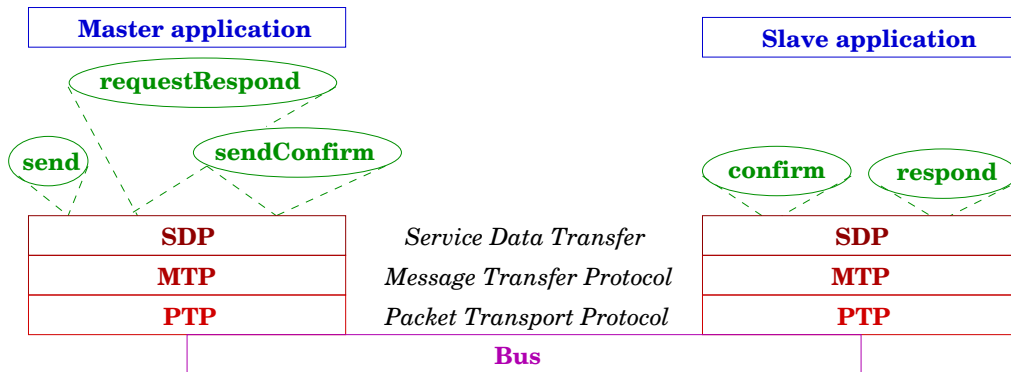 Master application
Slave application
requestRespond
send
sendConfirm
confirm
respond
SDP
Service Data Transfer
SDP
MTP
Message Transfer Protocol
MTP
PTP
Packet Transport Protocol
PTP
Bus